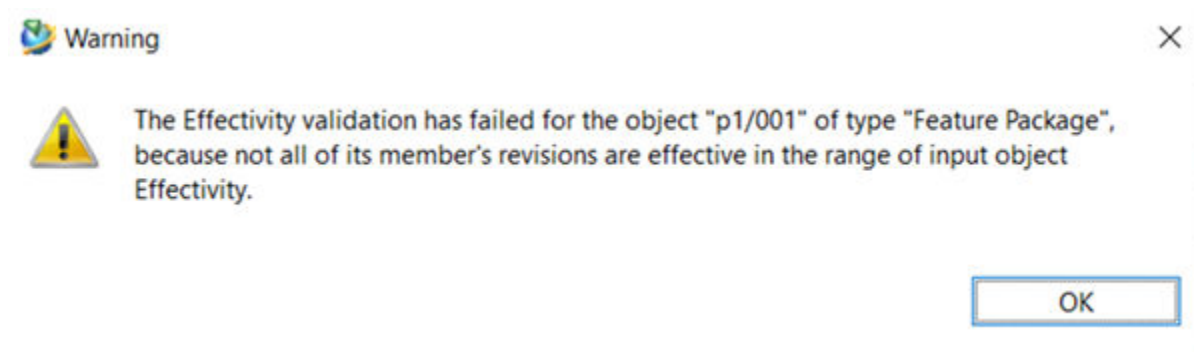 Warning
The Effectivity validation has failed for the object "p1/001" of type "Feature Package",
because not all of its member's revisions are effective in the range of input object
Effectivity.
OK